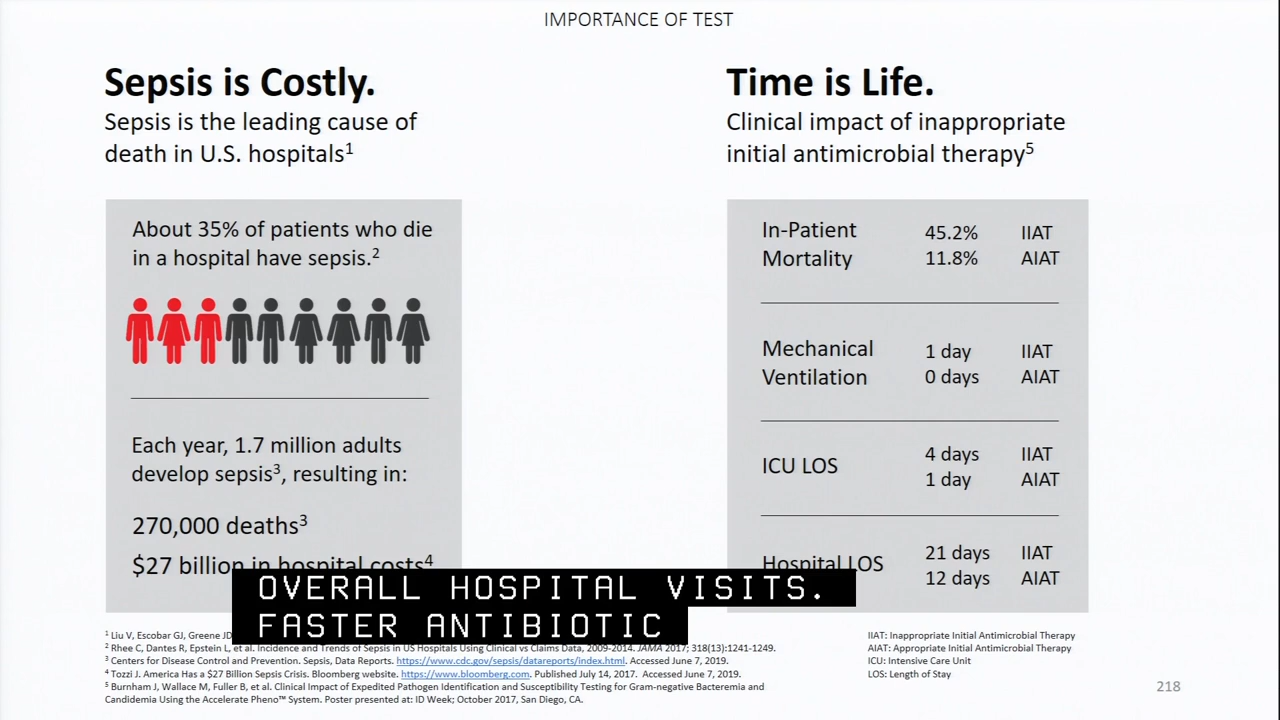 IMPORTANCE OF TEST
Sepsis is Costly.
Sepsis is the leading cause of
death in U.S. hospitals1
About 35% of patients who die
in a hospital have sepsis.2
Each year, 1.7 million adults
develop sepsis3, resulting in:
270,000 deaths3
$27 billion in hospital costs4
Time is Life.
Clinical impact of inappropriate
initial antimicrobial therapy5
In-Patient 45.2% IIAT
Mortality 11.8% AIAT
Mechanical 1 day IIAT
Ventilation 0 days AIAT
ICU LOS
4 days IIAT
1 day AIAT
Hospital LOS
21 days IIAT
12 days AIAT
OVERALL HOSPITAL VISITS.
FASTER ANTIBIOTIC
1 Liu V, Escobar GJ, Greene JD
2 Rhee C, Dantes R, Epstein L, et al. Incidence and Trends of Sepsis in US Hospitals Using Clinical vs Claims Data, 2009-2014. JAMA 2017; 318(13):1241-1249.
3 Centers for Disease Control and Prevention. Sepsis, Data Reports. https://www.cdc.gov/sepsis/datareports/index.html. Accessed June 7, 2019.
4 Tozzi J. America Has a $27 Billion Sepsis Crisis. Bloomberg website. https://www.bloomberg.com. Published July 14, 2017. Accessed June 7, 2019.
5 Burnham J, Wallace M, Fuller B, et al. Clinical Impact of Expedited Pathogen Identification and Susceptibility Testing for Gram-negative Bacteremia and
Candidemia Using the Accelerate Pheno™ System. Poster presented at: ID Week; October 2017, San Diego, CA.
IIAT: Inappropriate Initial Antimicrobial Therapy
AIAT: Appropriate Initial Antimicrobial Therapy
ICU: Intensive Care Unit
LOS: Length of Stay
218